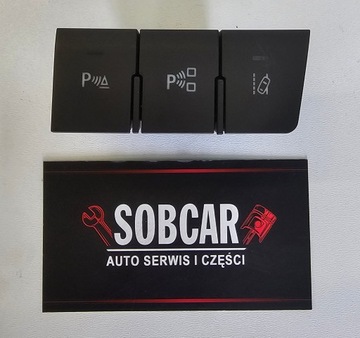 P
P
SOBCAR
AUTO SERWIS I CZĘŚCI